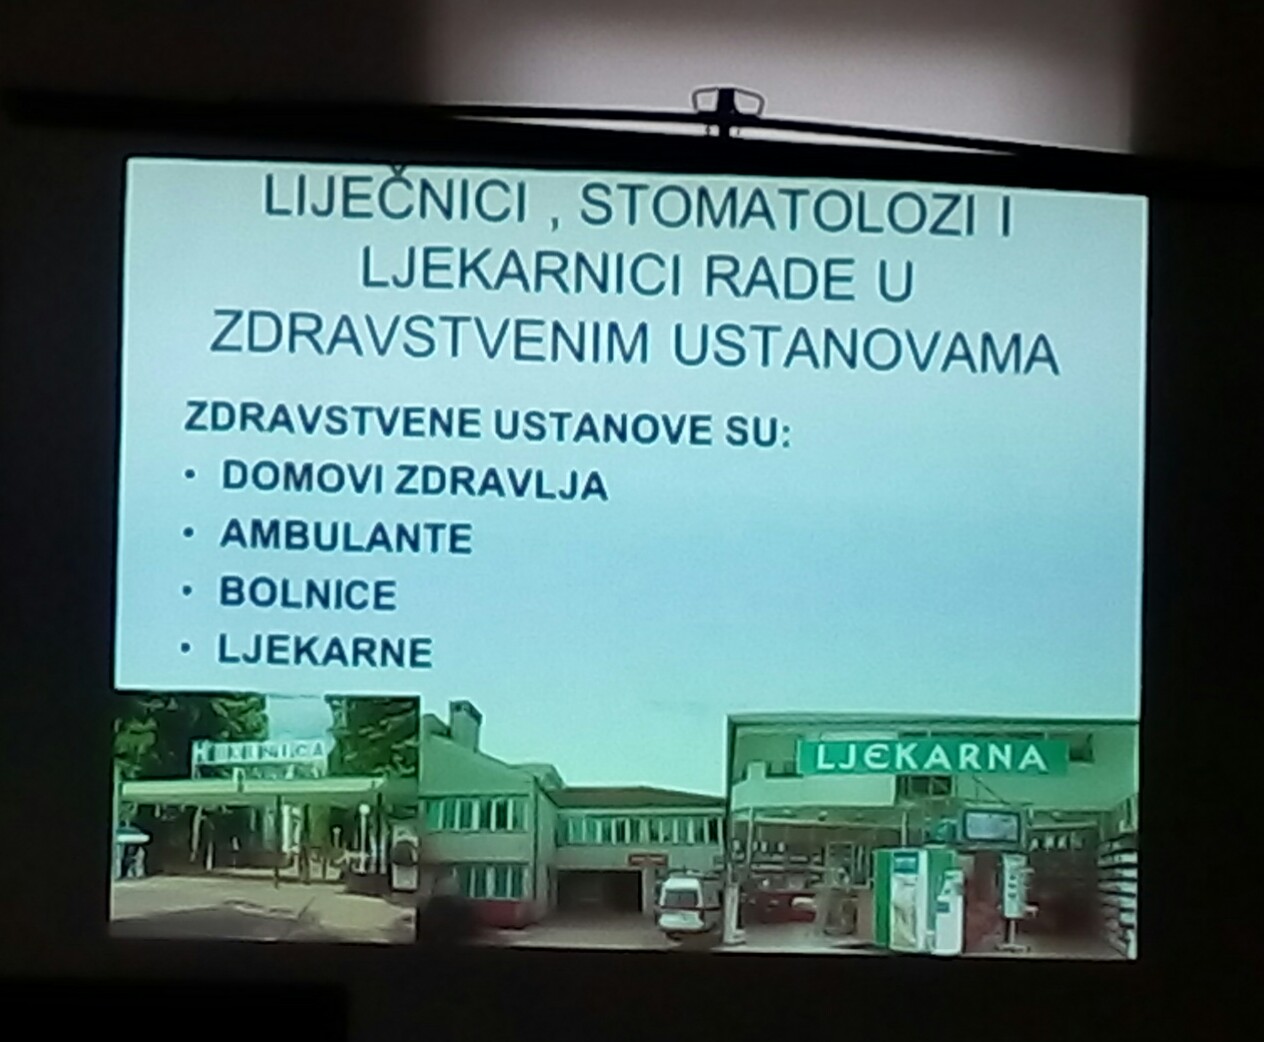 LIJEČNICI , STOMATOLOZI I
LJEKARNICI RADE U
ZDRAVSTVENIM USTANOVAMA
ZDRAVSTVENE USTANOVE SU:
• DOMOVI ZDRAVLJA
• AMBULANTE
• BOLNICE
• LJEKARNE
LJEKARNA